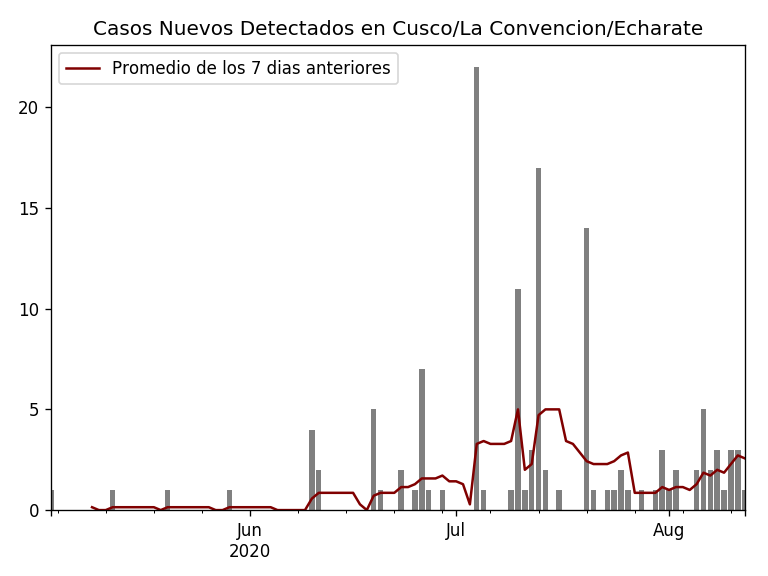 Casos Nuevos Detectados en Cusco/La Convencion/Echarate
Promedio de los 7 dias anteriores
20
15
10
5
0
Jun
2020
Jul
Aug